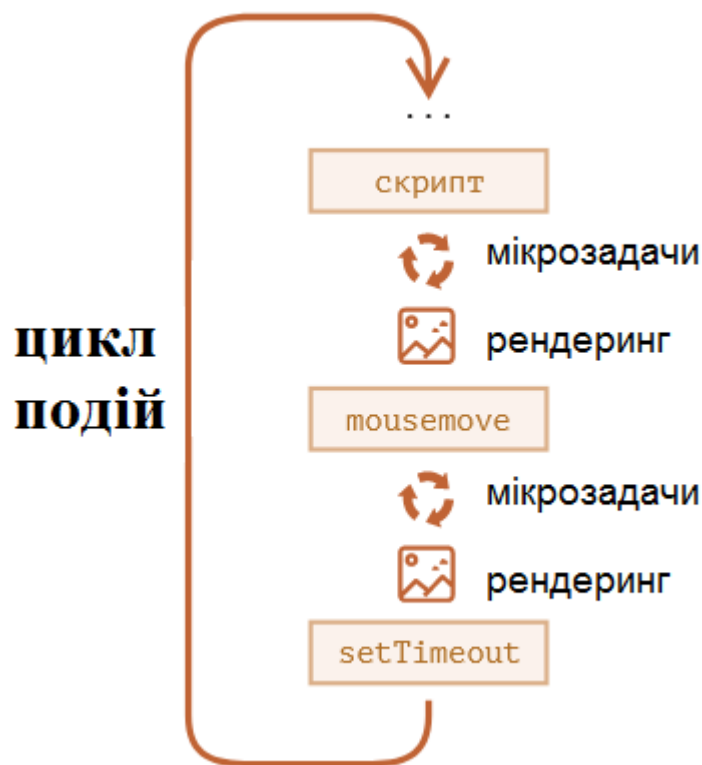 ...
скрипт
мікрозадачи
рендеринг
цикл
подій
mousemove
мікрозадачи
рендеринг
setTimeout